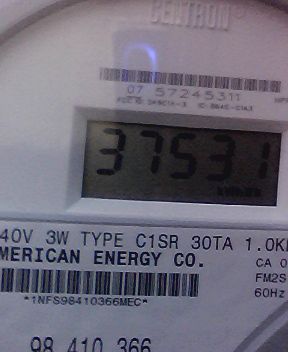 CENTRON®
07 57245311
37531
40V 3W TYPE C1SR 30TA 1.0K
MERICAN ENERGY CO.
CA 0
FM2S
*1NFS98410366MEC*
60Hz
98 410 366